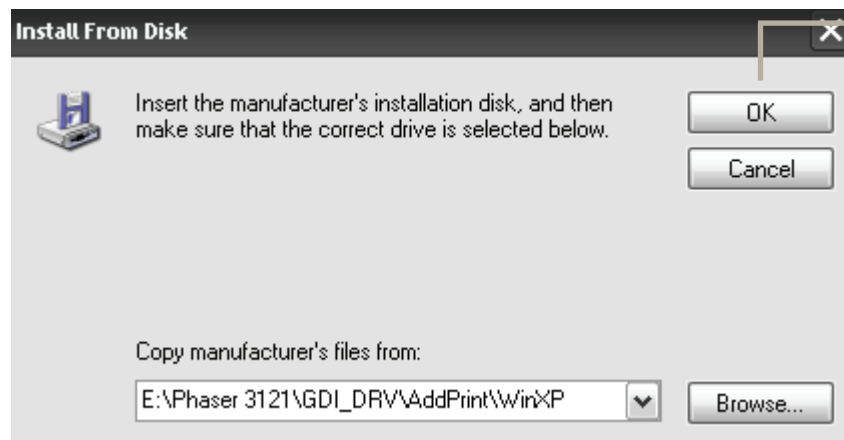 Install From Disk
Insert the manufacturer's installation disk, and then
make sure that the correct drive is selected below.
OK
Cancel
Copy manufacturer's files from:
E:\Phaser 3121\GDI_DRV\AddPrint\WinXP
Browse...